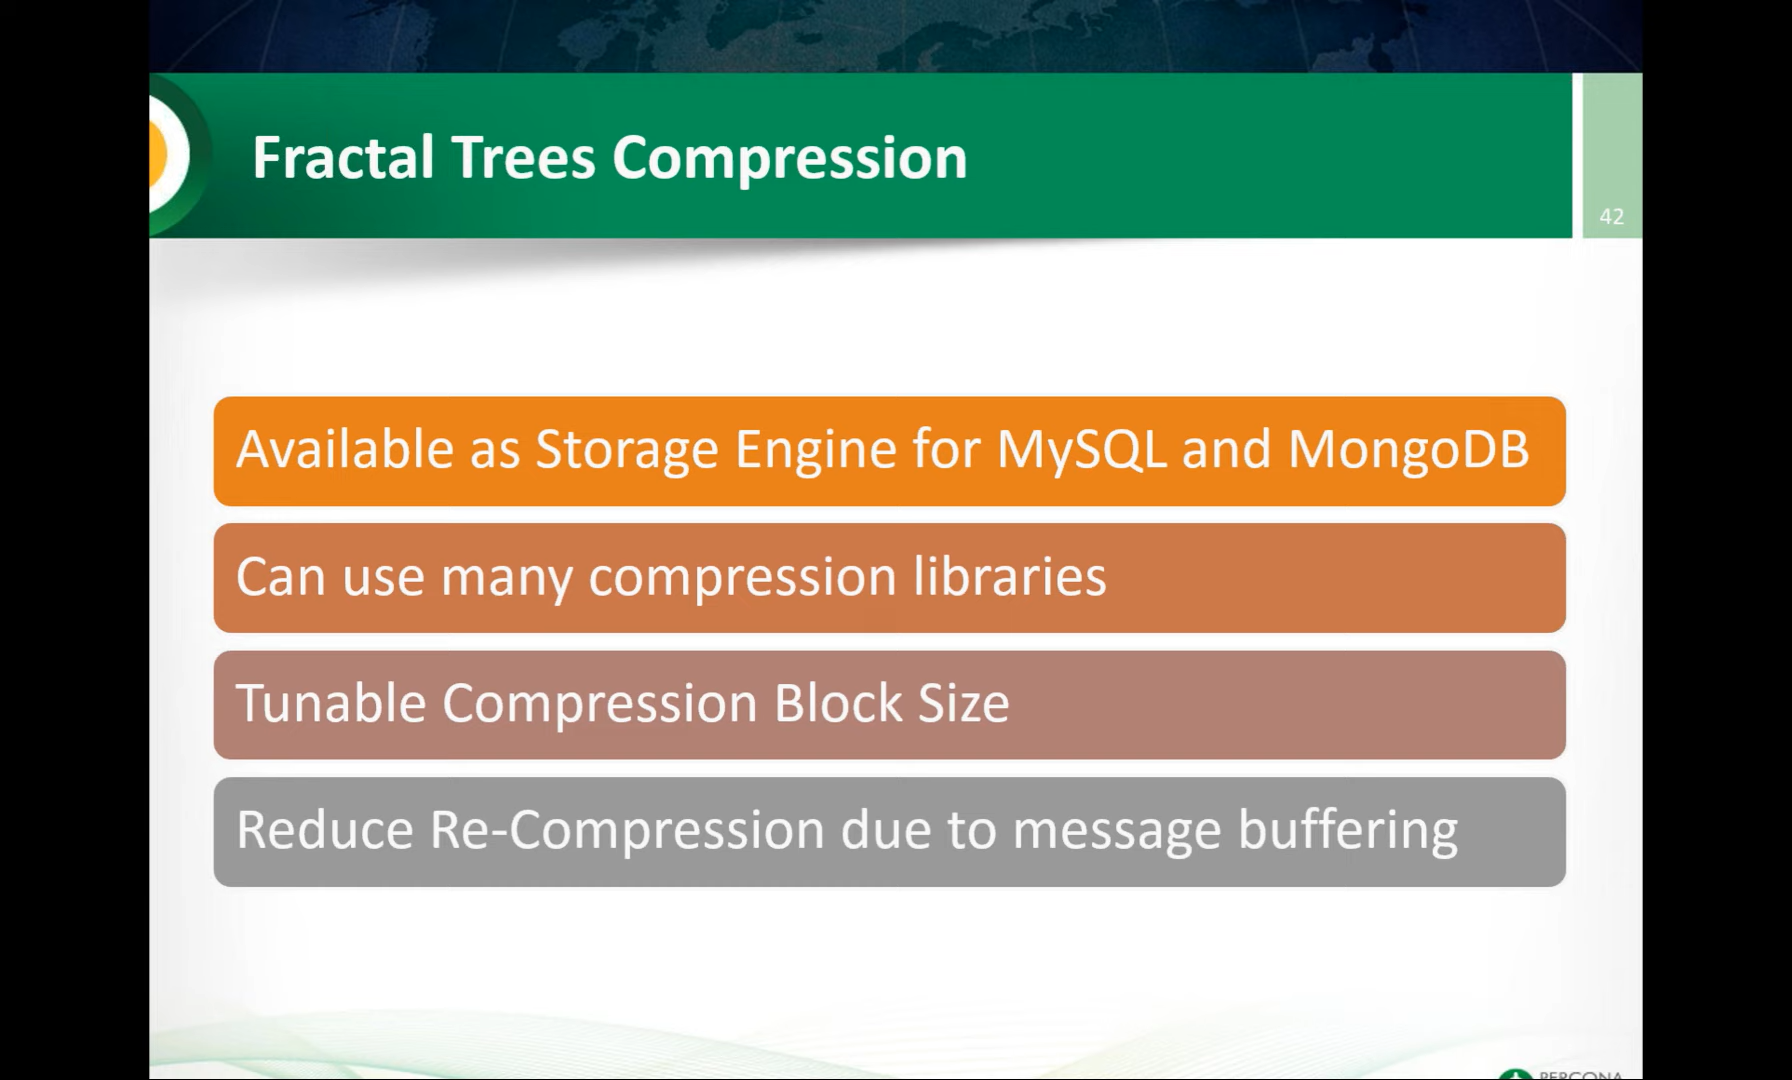 Fractal Trees Compression
42
Available as Storage Engine for MySQL and MongoDB
Can use many compression libraries
Tunable Compression Block Size
Reduce Re-Compression due to message buffering
PERCONA